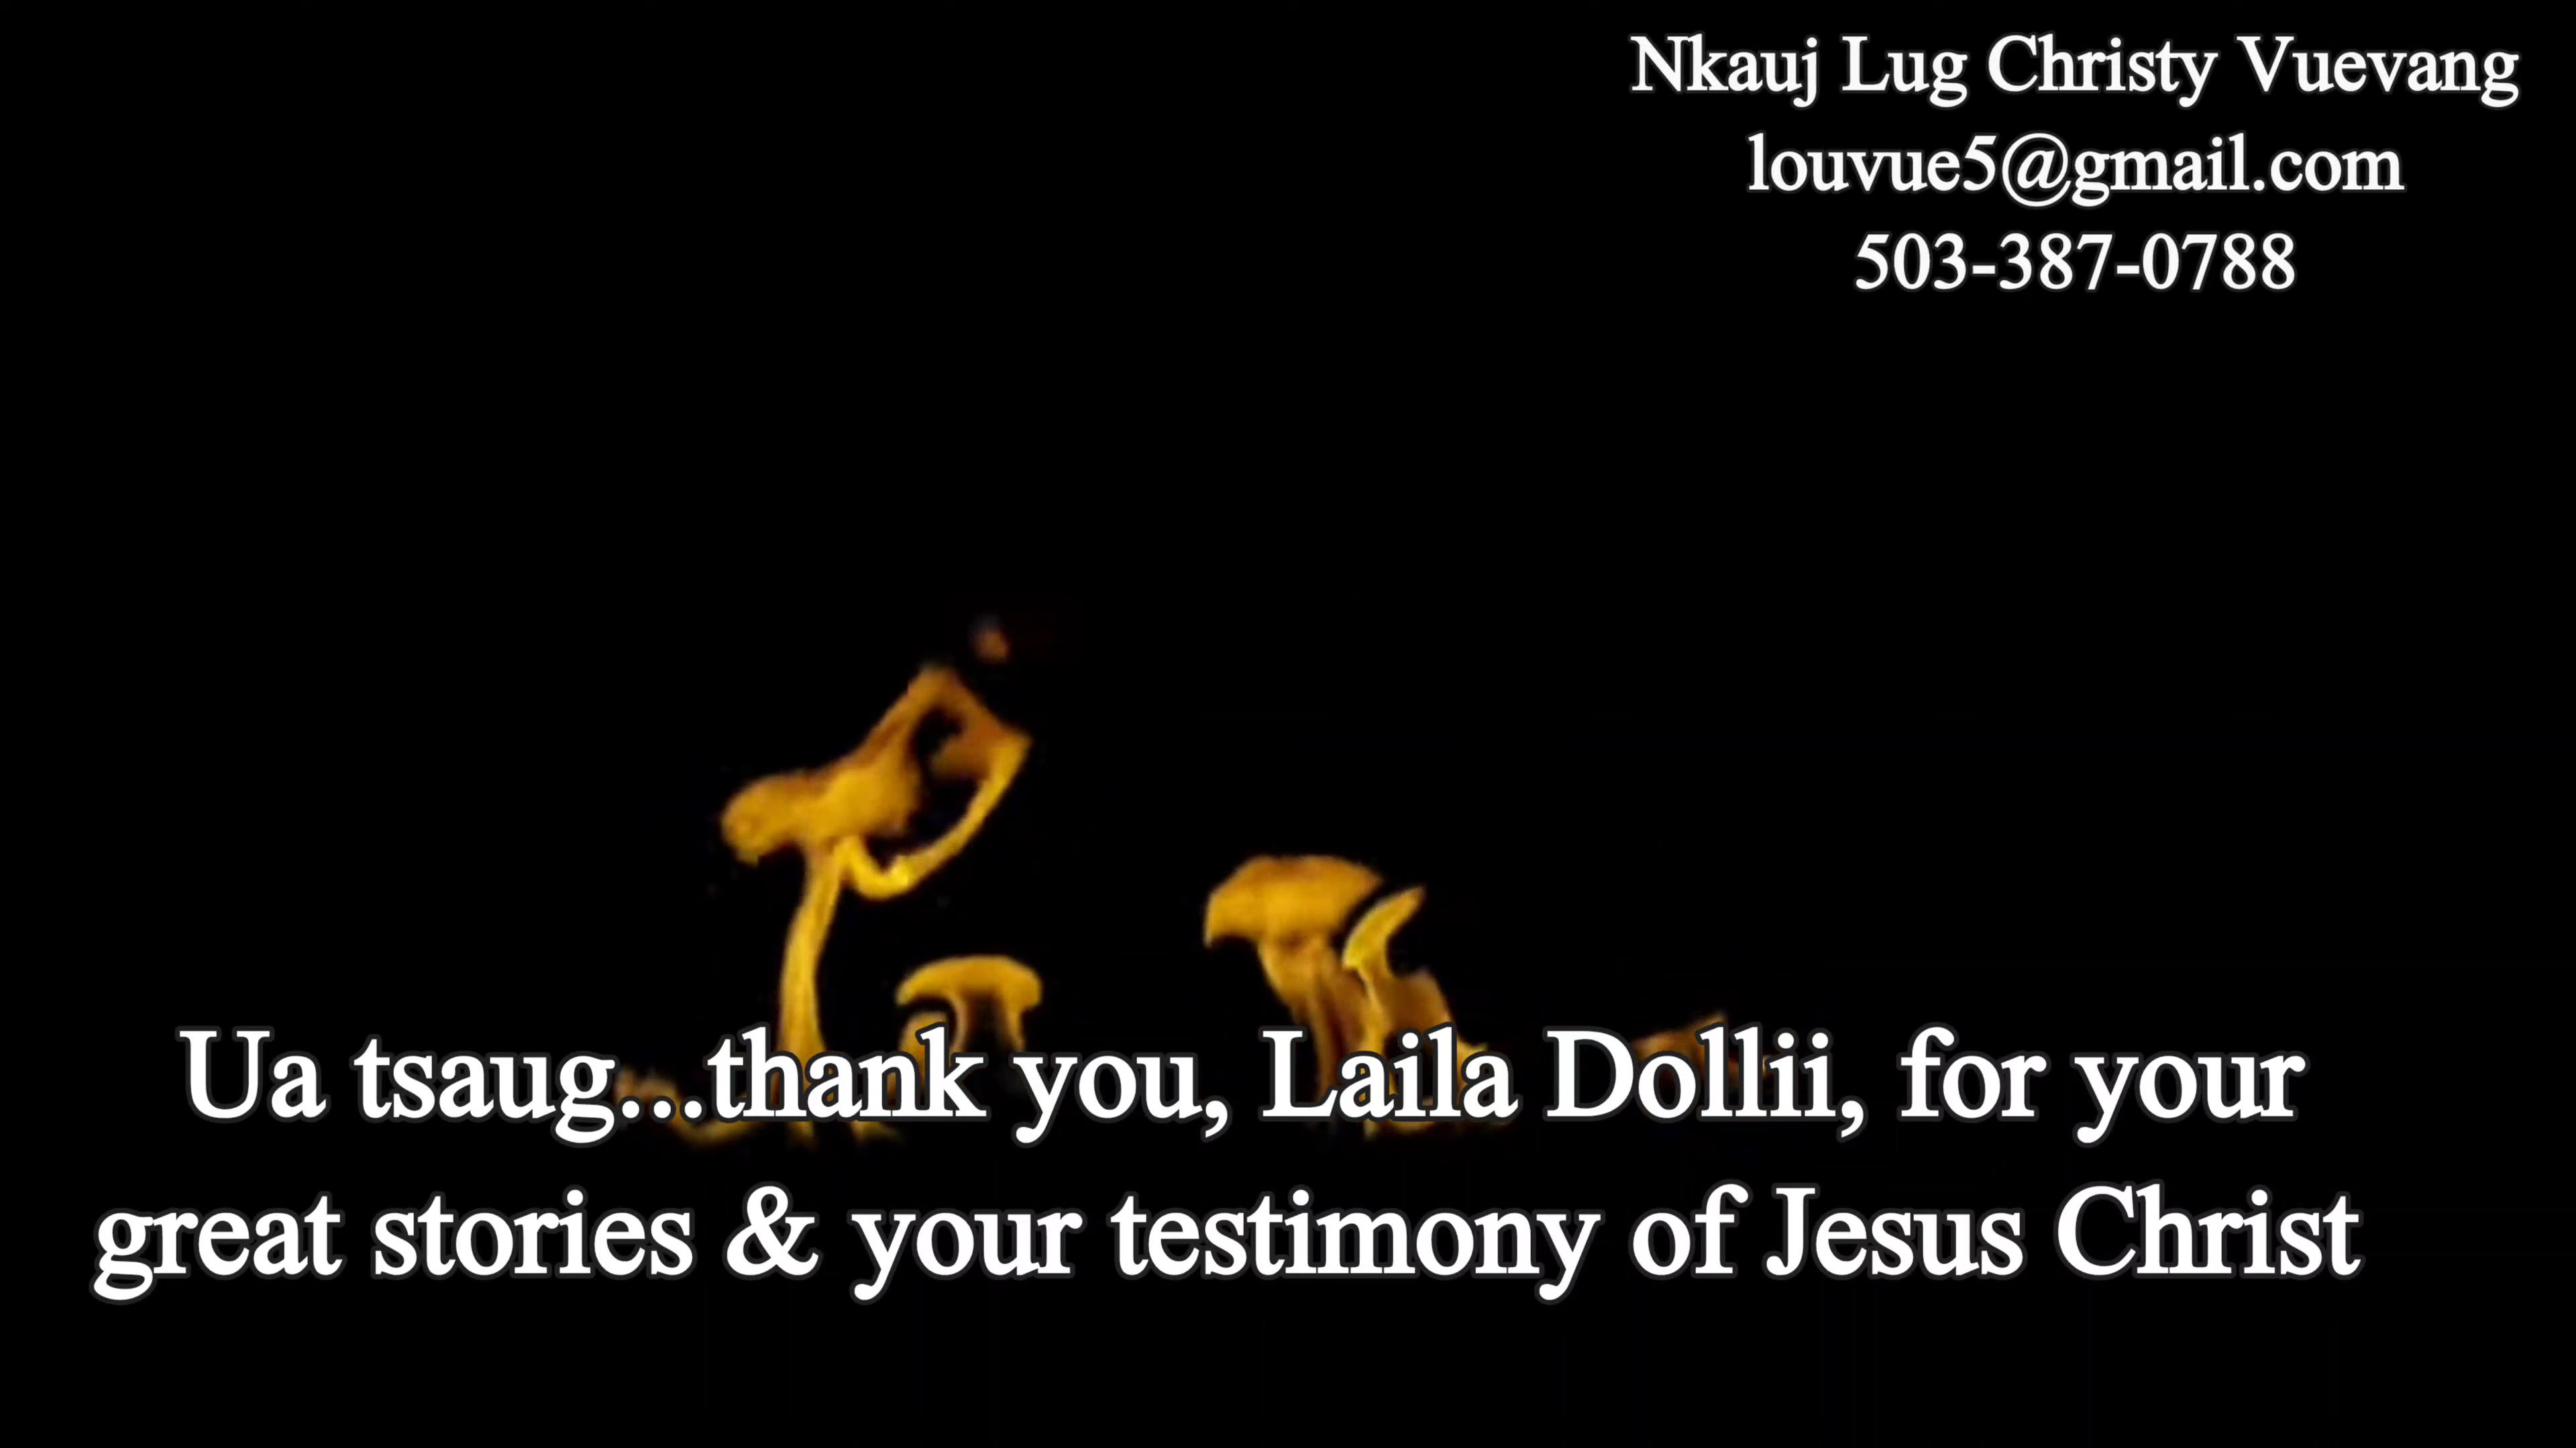 Nkauj Lug Christy Vuevang
louvue5@gmail.com
503-387-0788
Ua tsaug...thank you, Laila Dollii, for your
great stories & your testimony of Jesus Christ